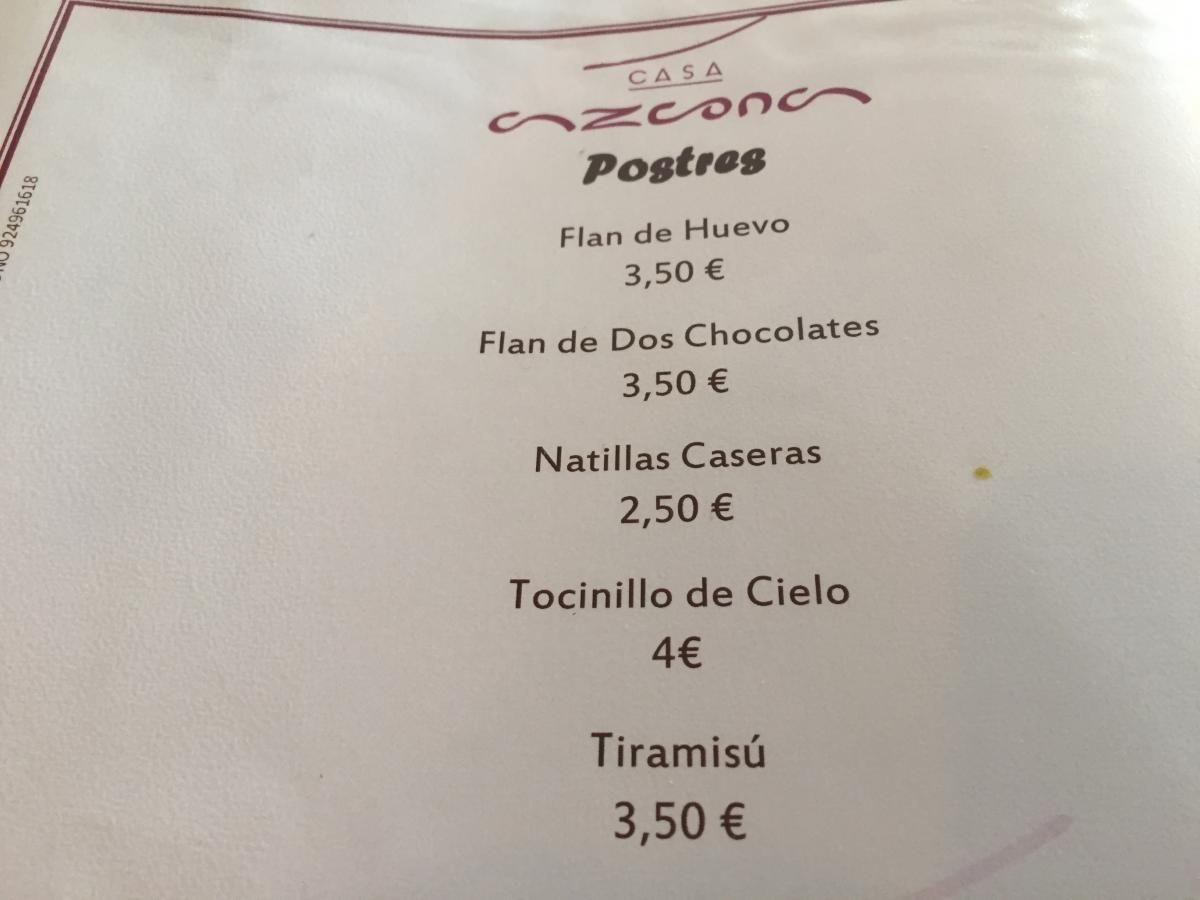 CASA
azcona
Postres
Flan de Huevo
3,50 €
Flan de Dos Chocolates
3,50 €
Natillas Caseras
2,50 €
Tocinillo de Cielo
4€
Tiramisú
3,50 €
924961618